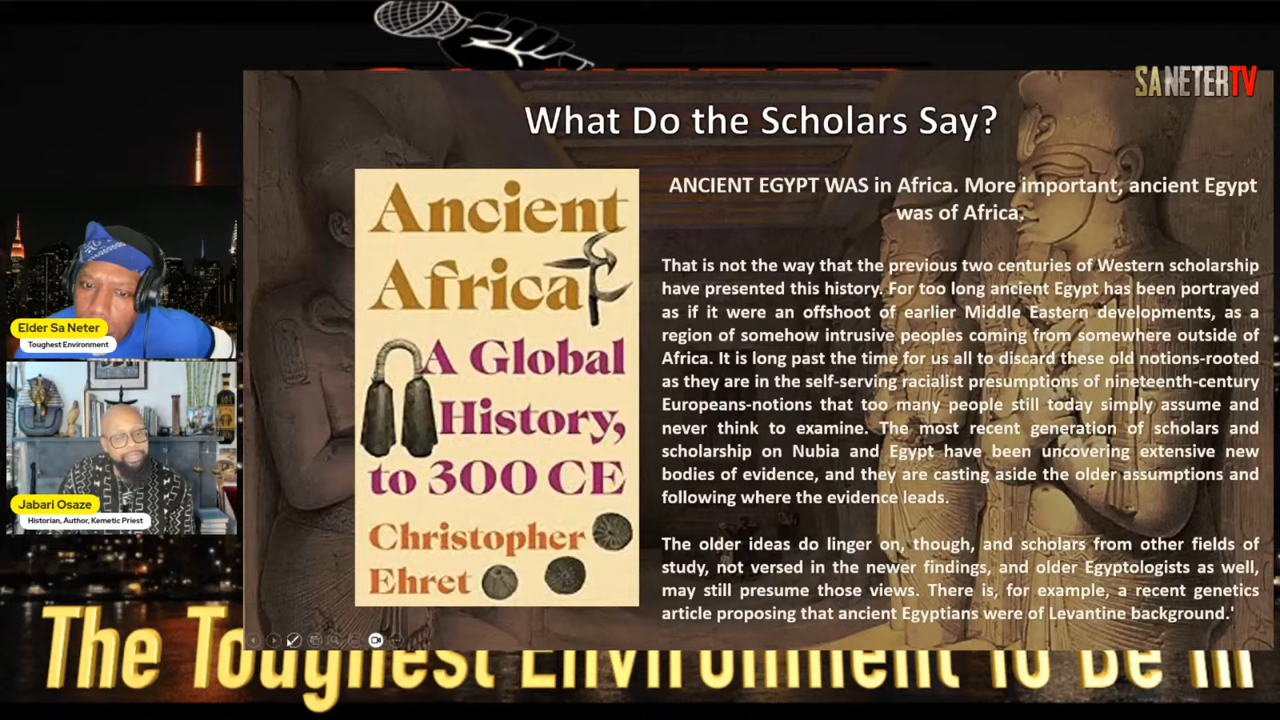 SANETERTV
What Do the Scholars Say?
Ancient
Africa
A Global
History,
to 300 CE
Christopher
Ehret
ANCIENT EGYPT WAS in Africa. More important, ancient Egypt
was of Africa.
That is not the way that the previous two centuries of Western scholarship
have presented this history. For too long ancient Egypt has been portrayed
as if it were an offshoot of earlier Middle Eastern developments, as a
region of somehow intrusive peoples coming from somewhere outside of
Africa. It is long past the time for us all to discard these old notions-rooted
as they are in the self-serving racialist presumptions of nineteenth-century
Europeans-notions that too many people still today simply assume and
never think to examine. The most recent generation of scholars and
scholarship on Nubia and Egypt have been uncovering extensive new
bodies of evidence, and they are casting aside the older assumptions and
following where the evidence leads.
The older ideas do linger on, though, and scholars from other fields of
study, not versed in the newer findings, and older Egyptologists as well,
may still presume those views. There is, for example, a recent genetics
article proposing that ancient Egyptians were of Levantine background.'
Elder Sa Neter
Toughest Environment
Jabari Osaze
Historian, Author, Kemetic Priest
The Toughest Environment To Be In